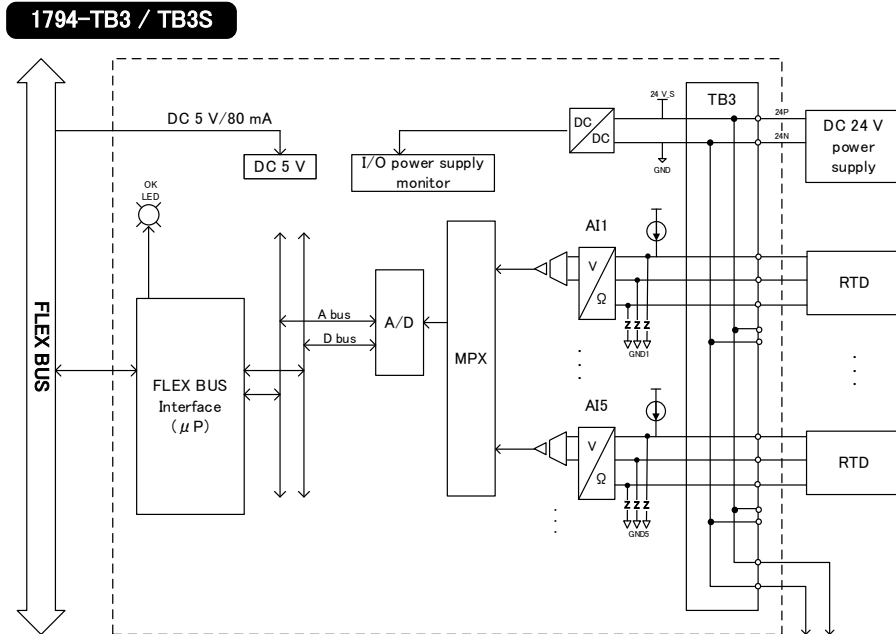 1794-TB3 / TB3S
FLEX BUS
DC 5 V/80 mA
DC 5 V
I/O power supply
monitor
DC
DC
24 V_S
GND
TB3
24P
24N
DC 24 V
power
supply
OK
LED
FLEX BUS
Interface
(μP)
A bus
D bus
A/D
MPX
AI1
V
Ω
Z Z Z
GND1
RTD
AI5
V
Ω
Z Z Z
GND5
RTD